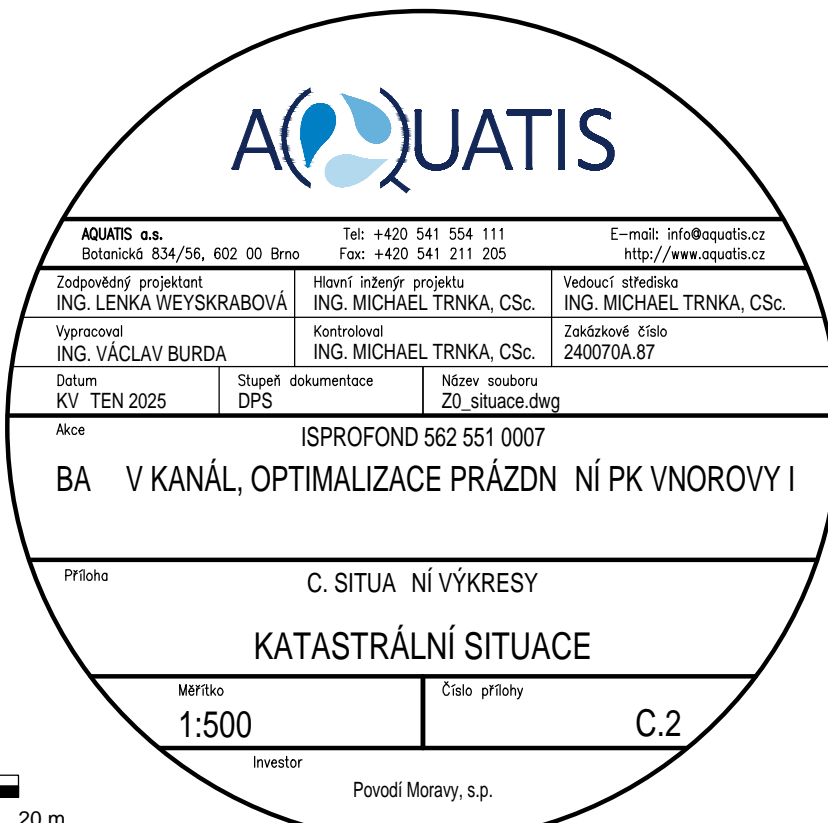 AQUATIS
AQUATIS a.s. Tel: +420 541 554 111 E-mail: info@aquatis.cz
Botanická 834/56, 602 00 Brno Fax: +420 541 211 205 http://www.aquatis.cz
Zodpovědný projektant Hlavní inženýr projektu Vedoucí střediska
ING. LENKA WEYSKRABOVÁ ING. MICHAEL TRNKA, CSc. ING. MICHAEL TRNKA, CSc.
Vypracoval Kontroloval Zakázkové číslo
ING. VÁCLAV BURDA ING. MICHAEL TRNKA, CSc. 240070A.87
Datum Stupeň dokumentace Název souboru
KV TEN 2025 DPS Z0_situace.dwg
Akce ISPROFOND 562 551 0007
BA V KANÁL, OPTIMALIZACE PRÁZDN NÍ PK VNOROVY I
Příloha C. SITUA NÍ VÝKRESY
KATASTRÁLNÍ SITUACE
Měřítko Číslo přílohy
1:500 C.2
Investor
Povodí Moravy, s.p.
20 m